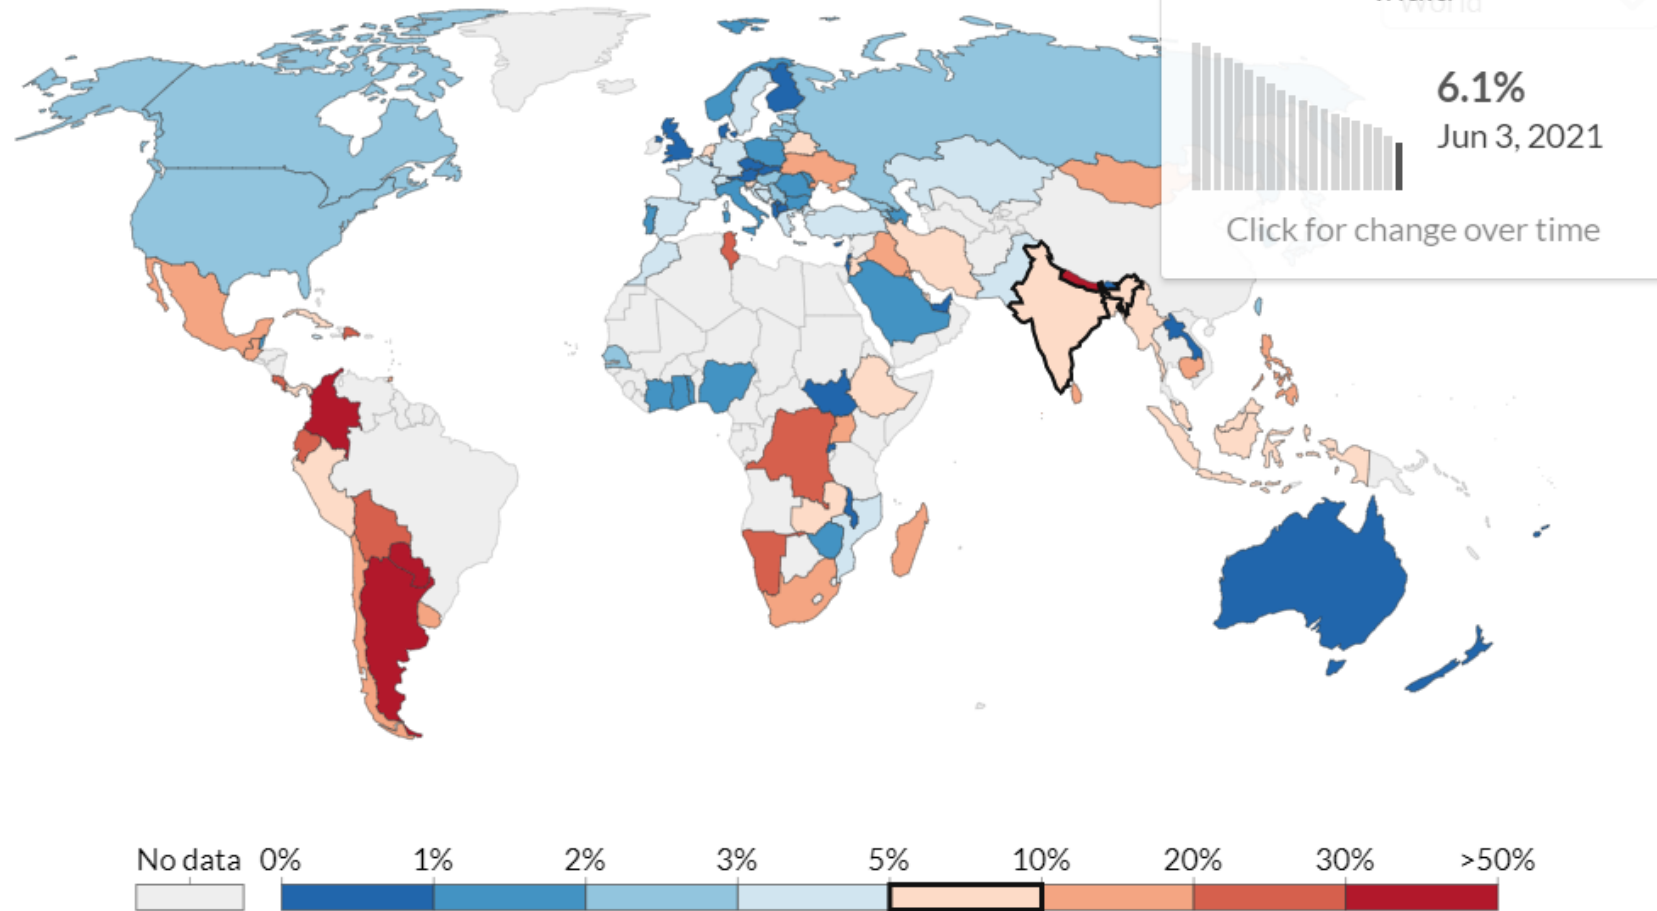 World
6.1%
Jun 3, 2021
Click for change over time
No data 0% 1% 2% 3% 5% 10% 20% 30% >50%